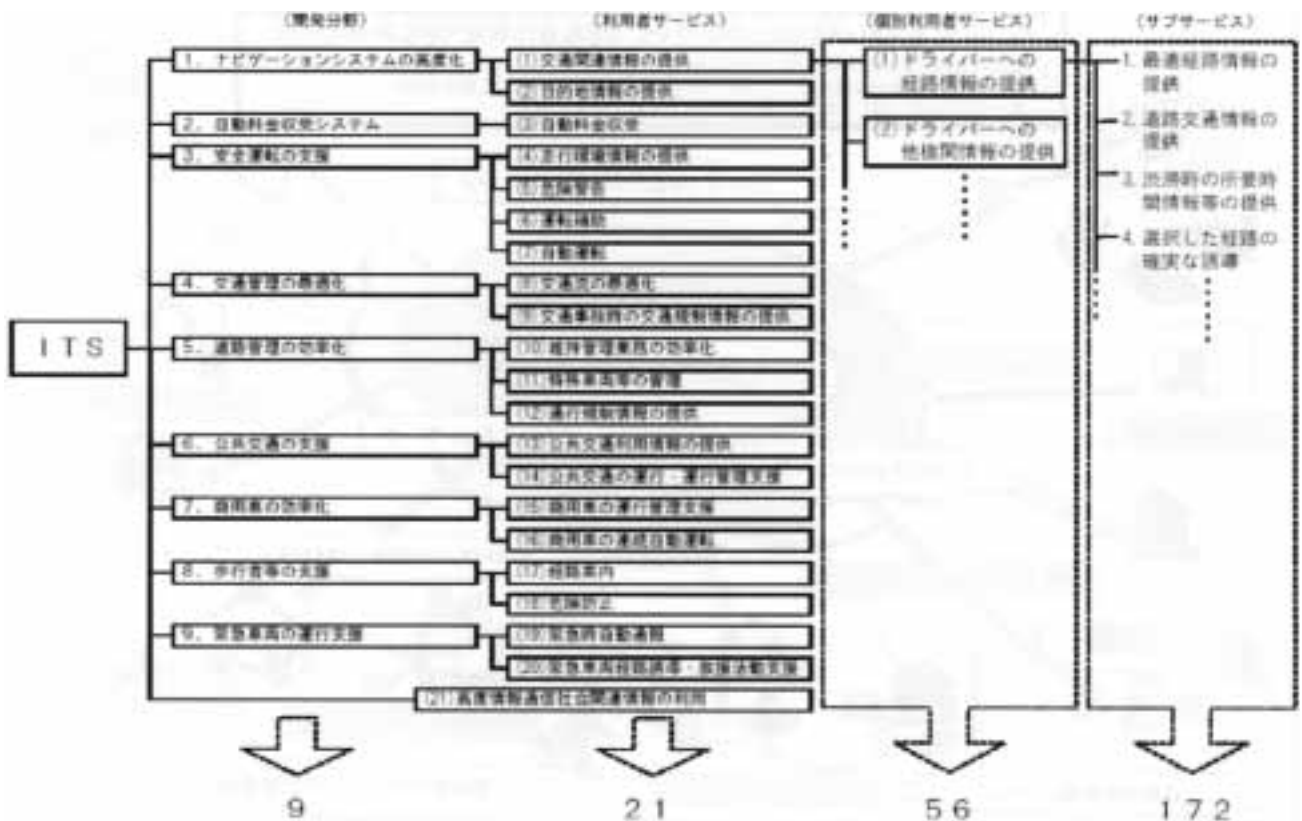 (開発分野)
(利用者サービス)
(個別利用者サービス)
(サブサービス)
ITS
1. ナビゲーションシステムの高度化
(1)交通関連情報の提供
(2)目的地情報の提供
2. 自動料金収受システム
(3)自動料金収受
3. 安全運転の支援
(4)走行環境情報の提供
(5)危険警告
(6)運転補助
(7)自動運転
4. 交通管理の最適化
(8)交通流の最適化
(9)交通事故時の交通規制情報の提供
5. 道路管理の効率化
(10)維持管理業務の効率化
(11)特殊車両等の管理
(12)通行規制情報の提供
6. 公共交通の支援
(13)公共交通利用情報の提供
(14)公共交通の運行・運行管理支援
7. 商用車の効率化
(15)商用車の運行管理支援
(16)商用車の連続自動運転
8. 歩行者等の支援
(17)経路案内
(18)危険防止
9. 緊急車両の運行支援
(19)緊急時自動通報
(20)緊急車両経路誘導・救援活動支援
(21)高度情報通信社会関連情報の利用
(1)ドライバーへの
経路情報の提供
(2)ドライバーへの
他機関情報の提供
1. 最適経路情報の
提供
2. 道路交通情報の
提供
3. 渋滞時の所要時
間情報等の提供
4. 選択した経路の
確実な誘導
9
21
56
172